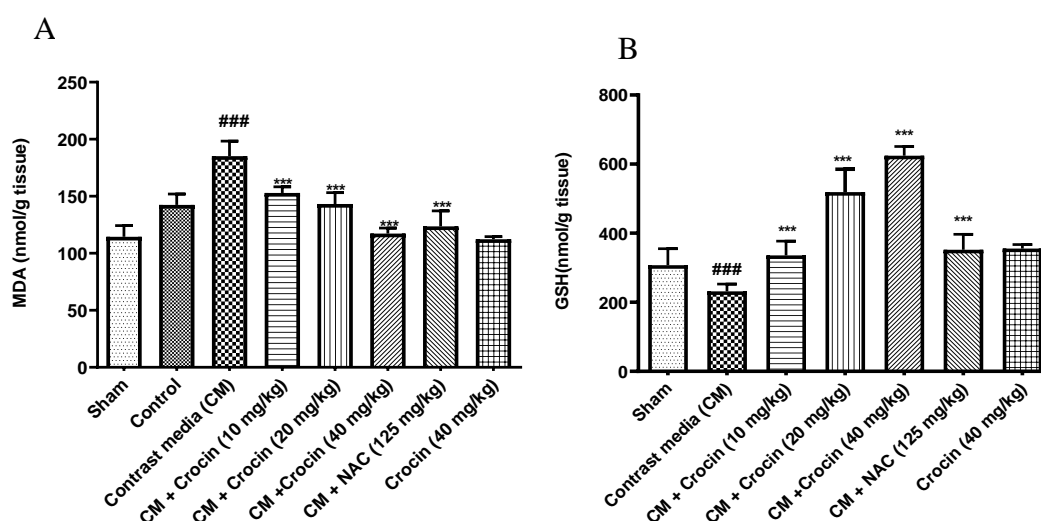 A
MDA (nmol/g tissue)
250
200
150
100
50
0
###
***
***
***
***
Sham
Control
Contrast media (CM)
CM + Crocin (10 mg/kg)
CM + Crocin (20 mg/kg)
CM +Crocin (40 mg/kg)
CM + NAC (125 mg/kg)
Crocin (40 mg/kg)
B
GSH(nmol/g tissue)
800
600
400
200
0
###
***
***
***
***
Sham
Contrast media (CM)
CM + Crocin (10 mg/kg)
CM + Crocin (20 mg/kg)
CM +Crocin (40 mg/kg)
CM + NAC (125 mg/kg)
Crocin (40 mg/kg)